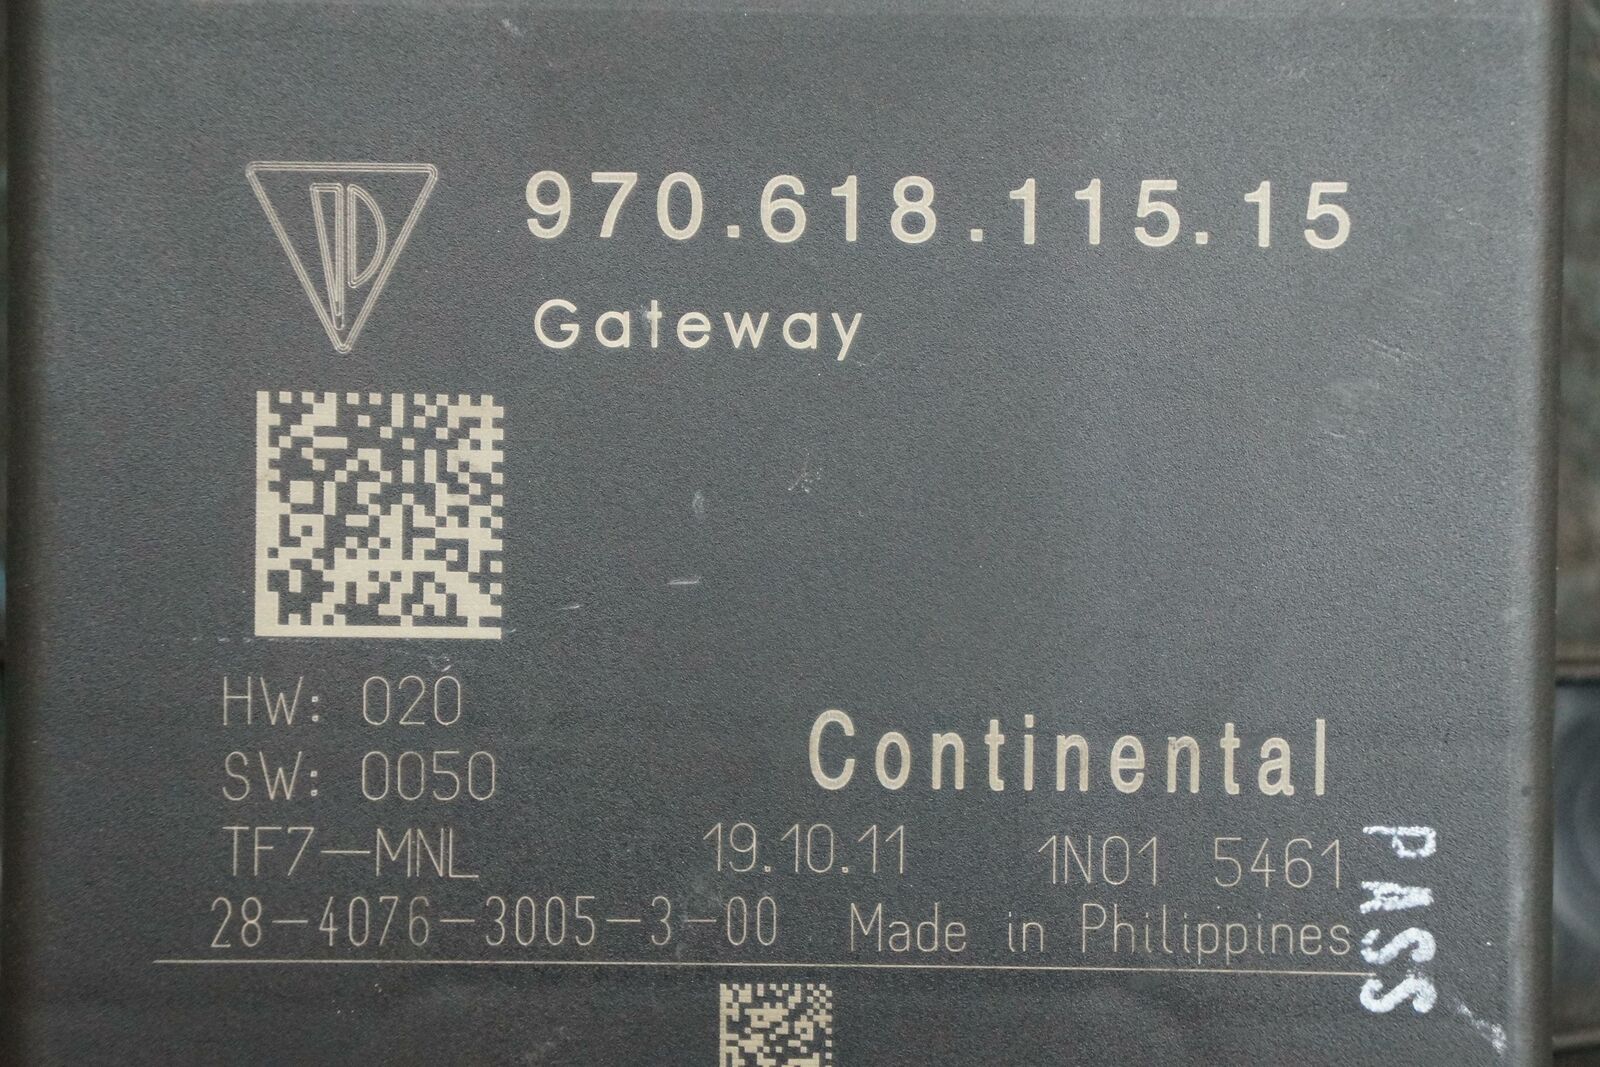 970.618.115.15
Gateway
HW: 020
SW: 0050
Continental
TF7-MNL 19.10.11 1N01 5461
28-4076-3005-3-00 Made in Philippines
PASS